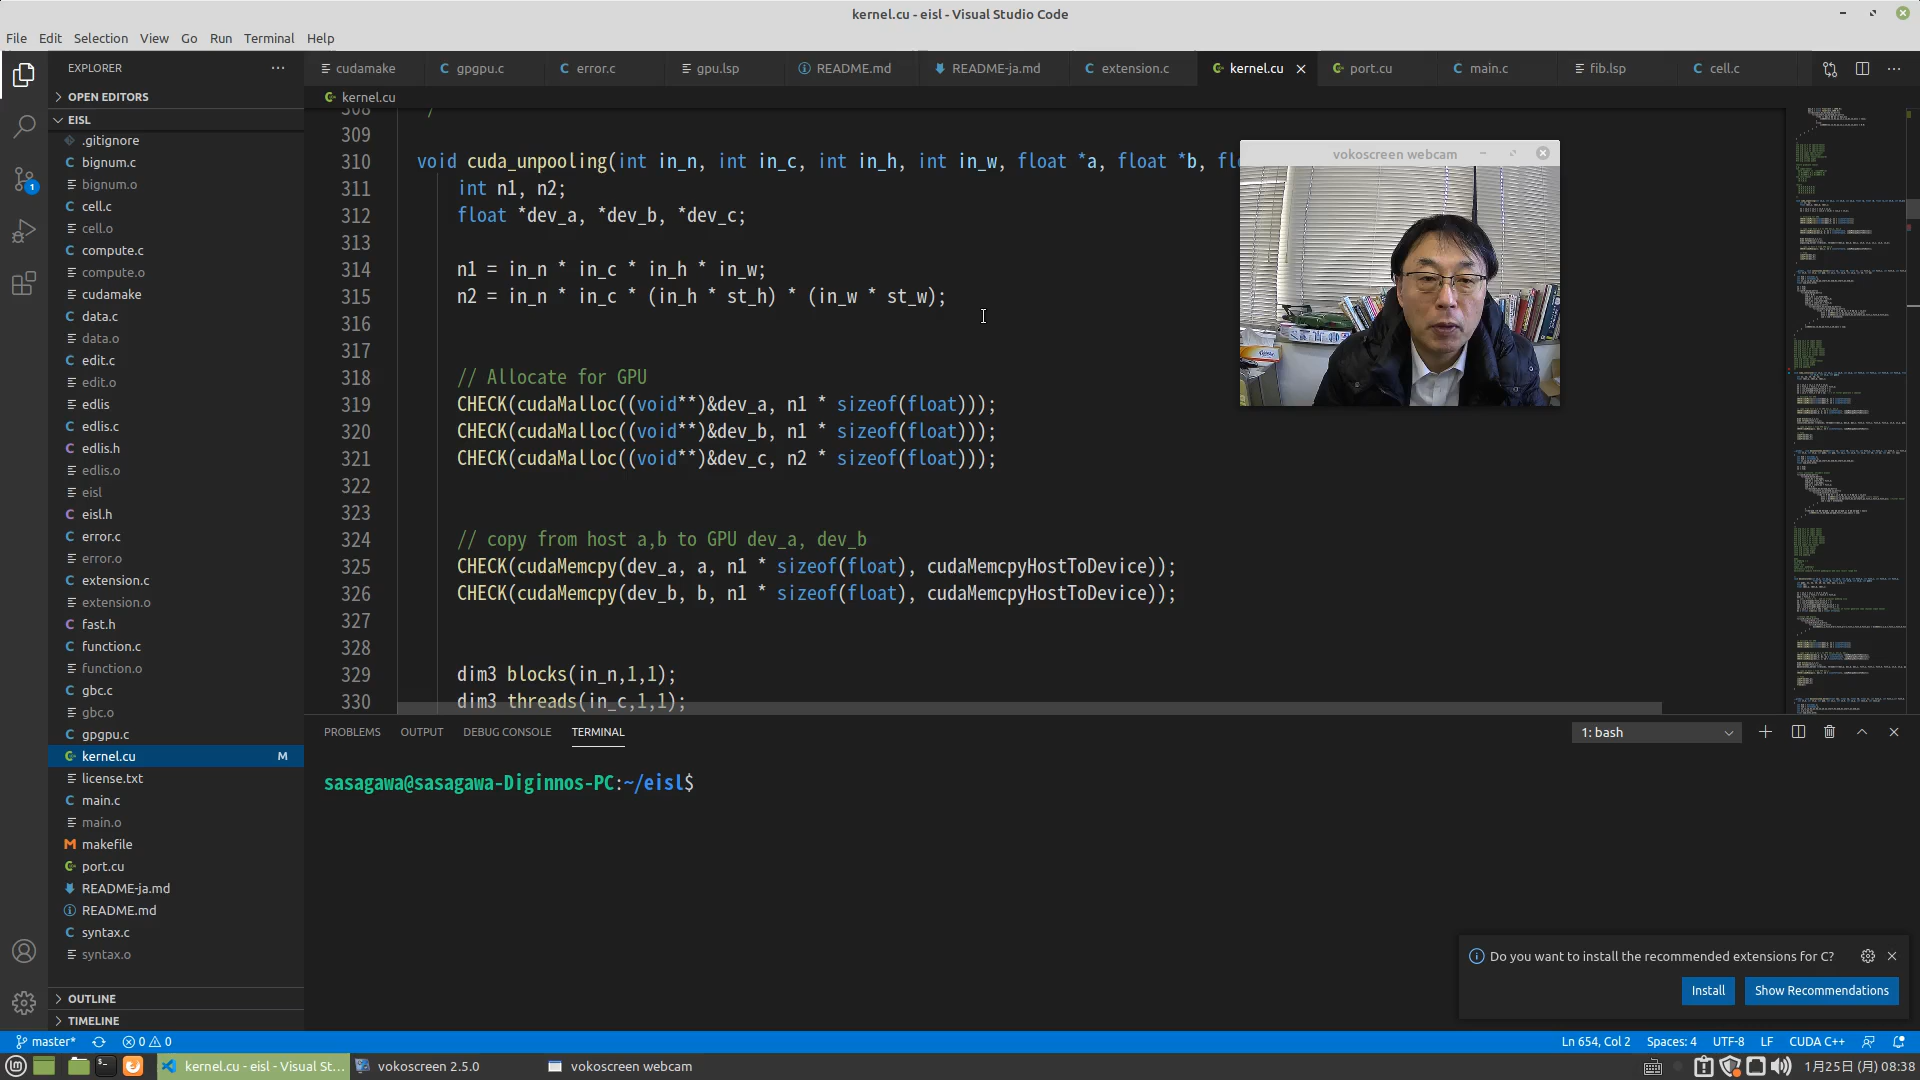 kernel.cu - eisl - Visual Studio Code
File Edit Selection View Go Run Terminal Help
EXPLORER
cudamake gpgpu.c error.c gpu.lsp README.md README-ja.md extension.c kernel.cu port.cu main.c fib.lsp cell.c
OPEN EDITORS
EISL
.gitignore
bignum.c
bignum.o
cell.c
cell.o
compute.c
compute.o
cudamake
data.c
data.o
edit.c
edit.o
edlis
edlis.c
edlis.h
edlis.o
eisl
eisl.h
error.c
error.o
extension.c
extension.o
fast.h
function.c
function.o
gbc.c
gbc.o
gpgpu.c
kernel.cu M
license.txt
main.c
main.o
makefile
port.cu
README-ja.md
README.md
syntax.c
syntax.o
OUTLINE
TIMELINE
kernel.cu
308 /
309
310 void cuda_unpooling(int in_n, int in_c, int in_h, int in_w, float *a, float *b, flo
311 int n1, n2;
312 float *dev_a, *dev_b, *dev_c;
313
314 n1 = in_n * in_c * in_h * in_w;
315 n2 = in_n * in_c * (in_h * st_h) * (in_w * st_w);
316
317
318 // Allocate for GPU
319 CHECK(cudaMalloc((void**)&dev_a, n1 * sizeof(float)));
320 CHECK(cudaMalloc((void**)&dev_b, n1 * sizeof(float)));
321 CHECK(cudaMalloc((void**)&dev_c, n2 * sizeof(float)));
322
323
324 // copy from host a,b to GPU dev_a, dev_b
325 CHECK(cudaMemcpy(dev_a, a, n1 * sizeof(float), cudaMemcpyHostToDevice));
326 CHECK(cudaMemcpy(dev_b, b, n1 * sizeof(float), cudaMemcpyHostToDevice));
327
328
329 dim3 blocks(in_n,1,1);
330 dim3 threads(in_c,1,1);
vokoscreen webcam
PROBLEMS OUTPUT DEBUG CONSOLE TERMINAL
1: bash
sasagawa@sasagawa-Diginnos-PC:~/eisl$
Do you want to install the recommended extensions for C?
Install Show Recommendations
1
master* 0 0
Ln 654, Col 2 Spaces: 4 UTF-8 LF CUDA C++
kernel.cu - eisl - Visual St... vokoscreen 2.5.0 vokoscreen webcam
1月25日 (月) 08:38